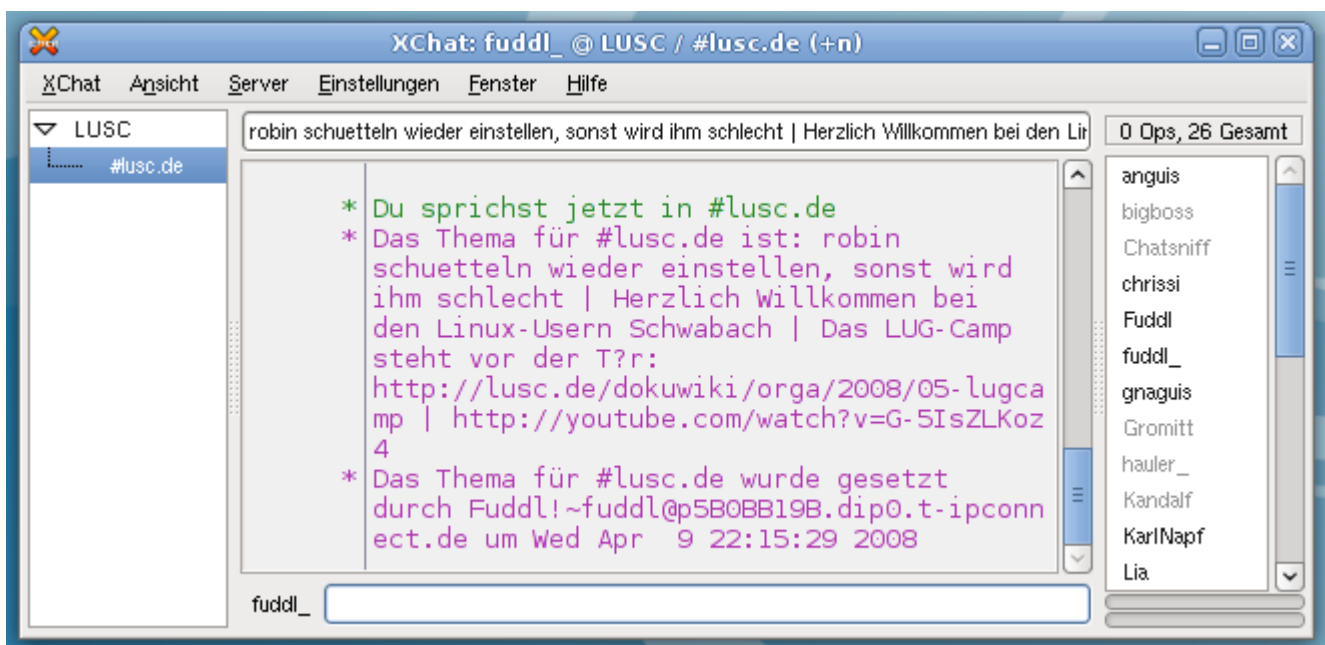 XChat: fuddl_ @ LUSC / #lusc.de (+n)
XChat Ansicht Server Einstellungen Fenster Hilfe
LUSC
#lusc.de
robin schuetteln wieder einstellen, sonst wird ihm schlecht | Herzlich Willkommen bei den Lin
0 Ops, 26 Gesamt
* Du sprichst jetzt in #lusc.de
* Das Thema für #lusc.de ist: robin
schuetteln wieder einstellen, sonst wird
ihm schlecht | Herzlich Willkommen bei
den Linux-Usern Schwabach | Das LUG-Camp
steht vor der T?r:
http://lusc.de/dokuwiki/orga/2008/05-lugca
mp | http://youtube.com/watch?v=G-5IsZLKoz
4
* Das Thema für #lusc.de wurde gesetzt
durch Fuddl!~fuddl@p5B0BB19B.dip0.t-ipconn
ect.de um Wed Apr  9 22:15:29 2008
anguis
bigboss
Chatsniff
chrissi
Fuddl
fuddl_
gnaguis
Gromitt
hauler_
Kandalf
KarlNapf
Lia
fuddl_